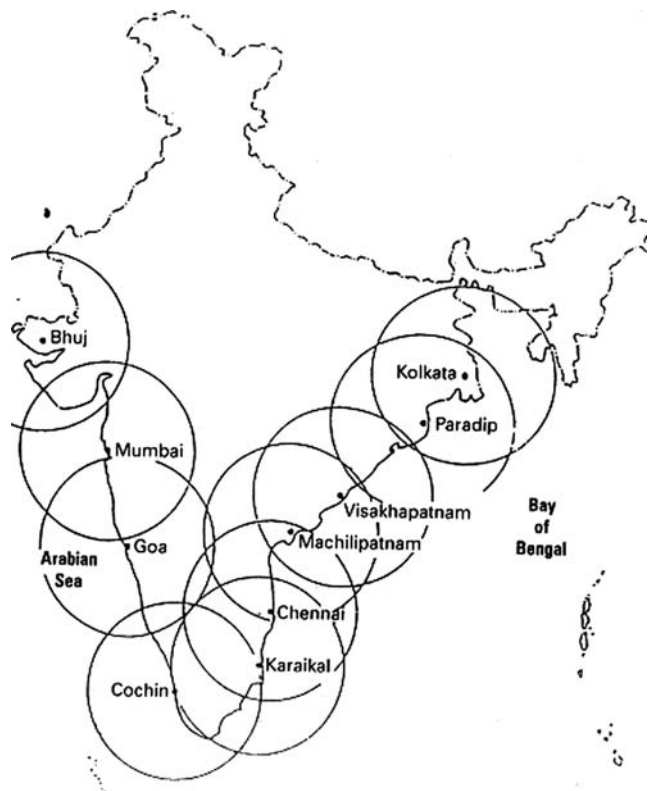 Bhuj
Kolkata
Paradip
Mumbai
Visakhapatnam
Bay
of
Bengal
Machilipatnam
Goa
Arabian
Sea
Chennai
Karaikal
Cochin